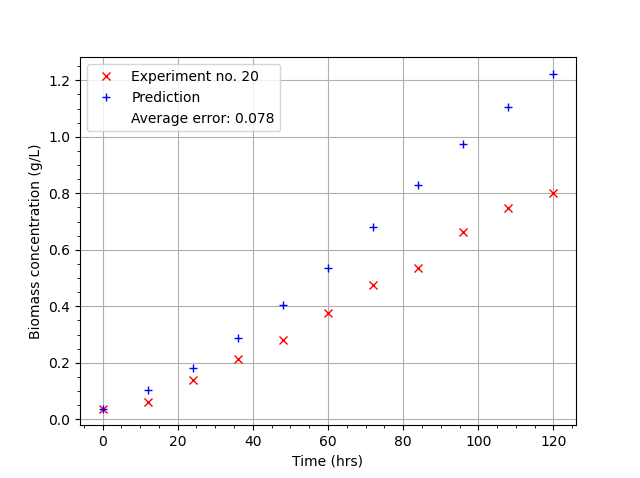 Experiment no. 20
Prediction
Average error: 0.078
Biomass concentration (g/L)
1.2
1.0
0.8
0.6
0.4
0.2
0.0
0 20 40 60 80 100 120
Time (hrs)